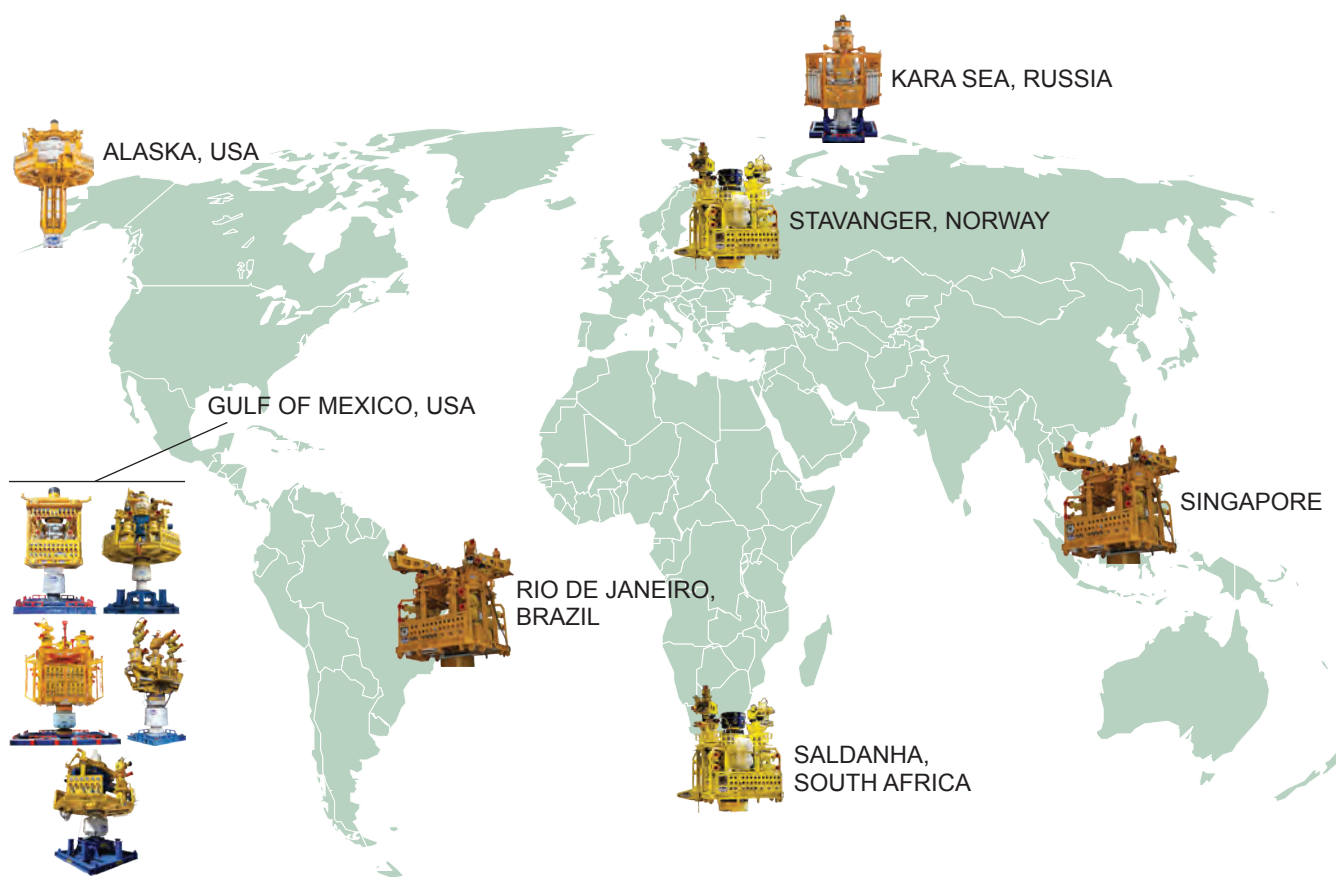 KARA SEA, RUSSIA
ALASKA, USA
STAVANGER, NORWAY
GULF OF MEXICO, USA
SINGAPORE
RIO DE JANEIRO,
BRAZIL
SALDANHA,
SOUTH AFRICA